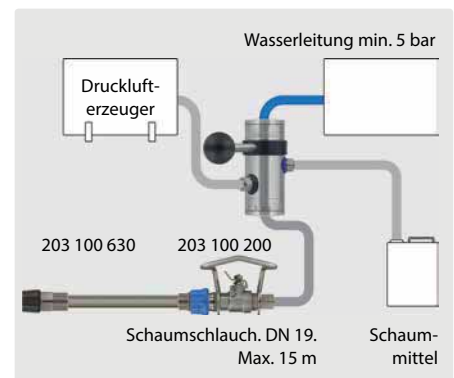 Wasserleitung min. 5 bar
Druckluft-
erzeuger
203 100 630
203 100 200
Schaumschlauch. DN 19.
Max. 15 m
Schaum-
mittel